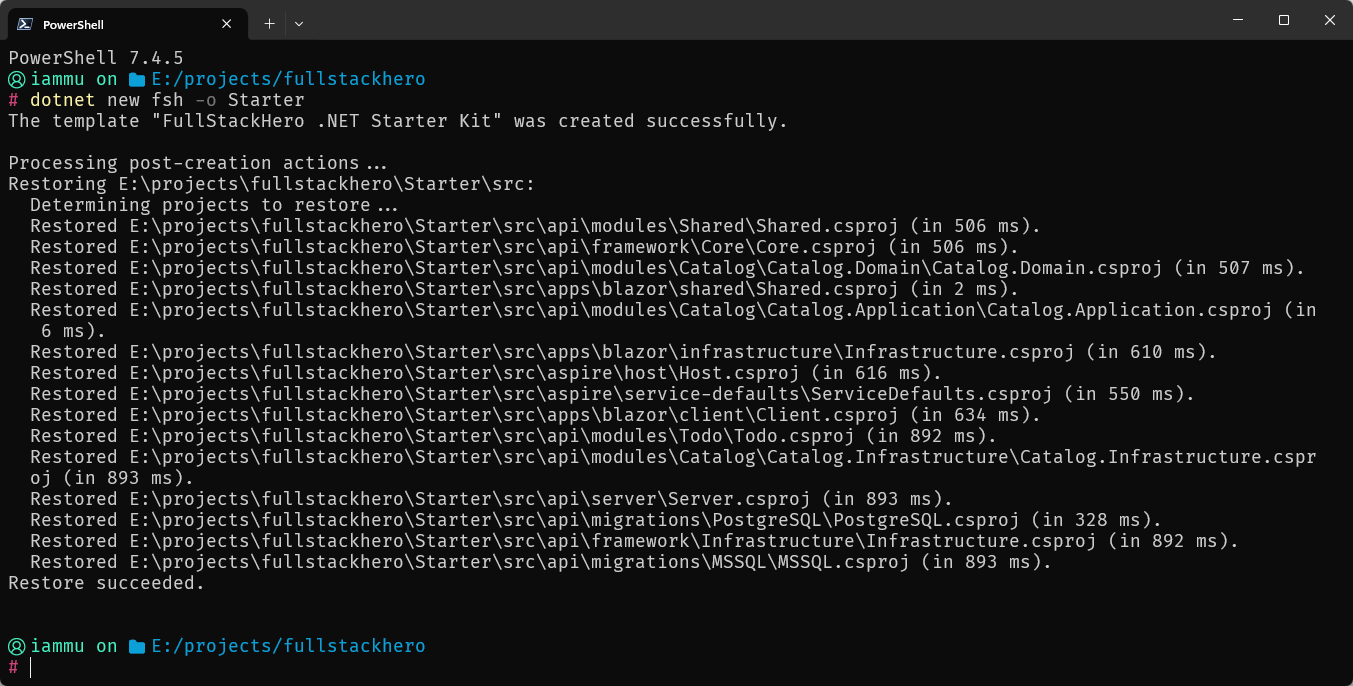 PowerShell
PowerShell 7.4.5
iammu on E:/projects/fullstackhero
# dotnet new fsh -o Starter
The template "FullStackHero .NET Starter Kit" was created successfully.
Processing post-creation actions...
Restoring E:\projects\fullstackhero\Starter\src:
Determining projects to restore...
Restored E:\projects\fullstackhero\Starter\src\api\modules\Shared\Shared.csproj (in 506 ms).
Restored E:\projects\fullstackhero\Starter\src\api\framework\Core\Core.csproj (in 506 ms).
Restored E:\projects\fullstackhero\Starter\src\api\modules\Catalog\Catalog.Domain\Catalog.Domain.csproj (in 507 ms).
Restored E:\projects\fullstackhero\Starter\src\apps\blazor\shared\Shared.csproj (in 2 ms).
Restored E:\projects\fullstackhero\Starter\src\api\modules\Catalog\Catalog.Application\Catalog.Application.csproj (in
6 ms).
Restored E:\projects\fullstackhero\Starter\src\apps\blazor\infrastructure\Infrastructure.csproj (in 610 ms).
Restored E:\projects\fullstackhero\Starter\src\aspire\host\Host.csproj (in 616 ms).
Restored E:\projects\fullstackhero\Starter\src\aspire\service-defaults\ServiceDefaults.csproj (in 550 ms).
Restored E:\projects\fullstackhero\Starter\src\apps\blazor\client\Client.csproj (in 634 ms).
Restored E:\projects\fullstackhero\Starter\src\api\modules\Todo\Todo.csproj (in 892 ms).
Restored E:\projects\fullstackhero\Starter\src\api\modules\Catalog\Catalog.Infrastructure\Catalog.Infrastructure.cspr
oj (in 893 ms).
Restored E:\projects\fullstackhero\Starter\src\api\server\Server.csproj (in 893 ms).
Restored E:\projects\fullstackhero\Starter\src\api\migrations\PostgreSQL\PostgreSQL.csproj (in 328 ms).
Restored E:\projects\fullstackhero\Starter\src\api\framework\Infrastructure\Infrastructure.csproj (in 892 ms).
Restored E:\projects\fullstackhero\Starter\src\api\migrations\MSSQL\MSSQL.csproj (in 893 ms).
Restore succeeded.
iammu on E:/projects/fullstackhero
#